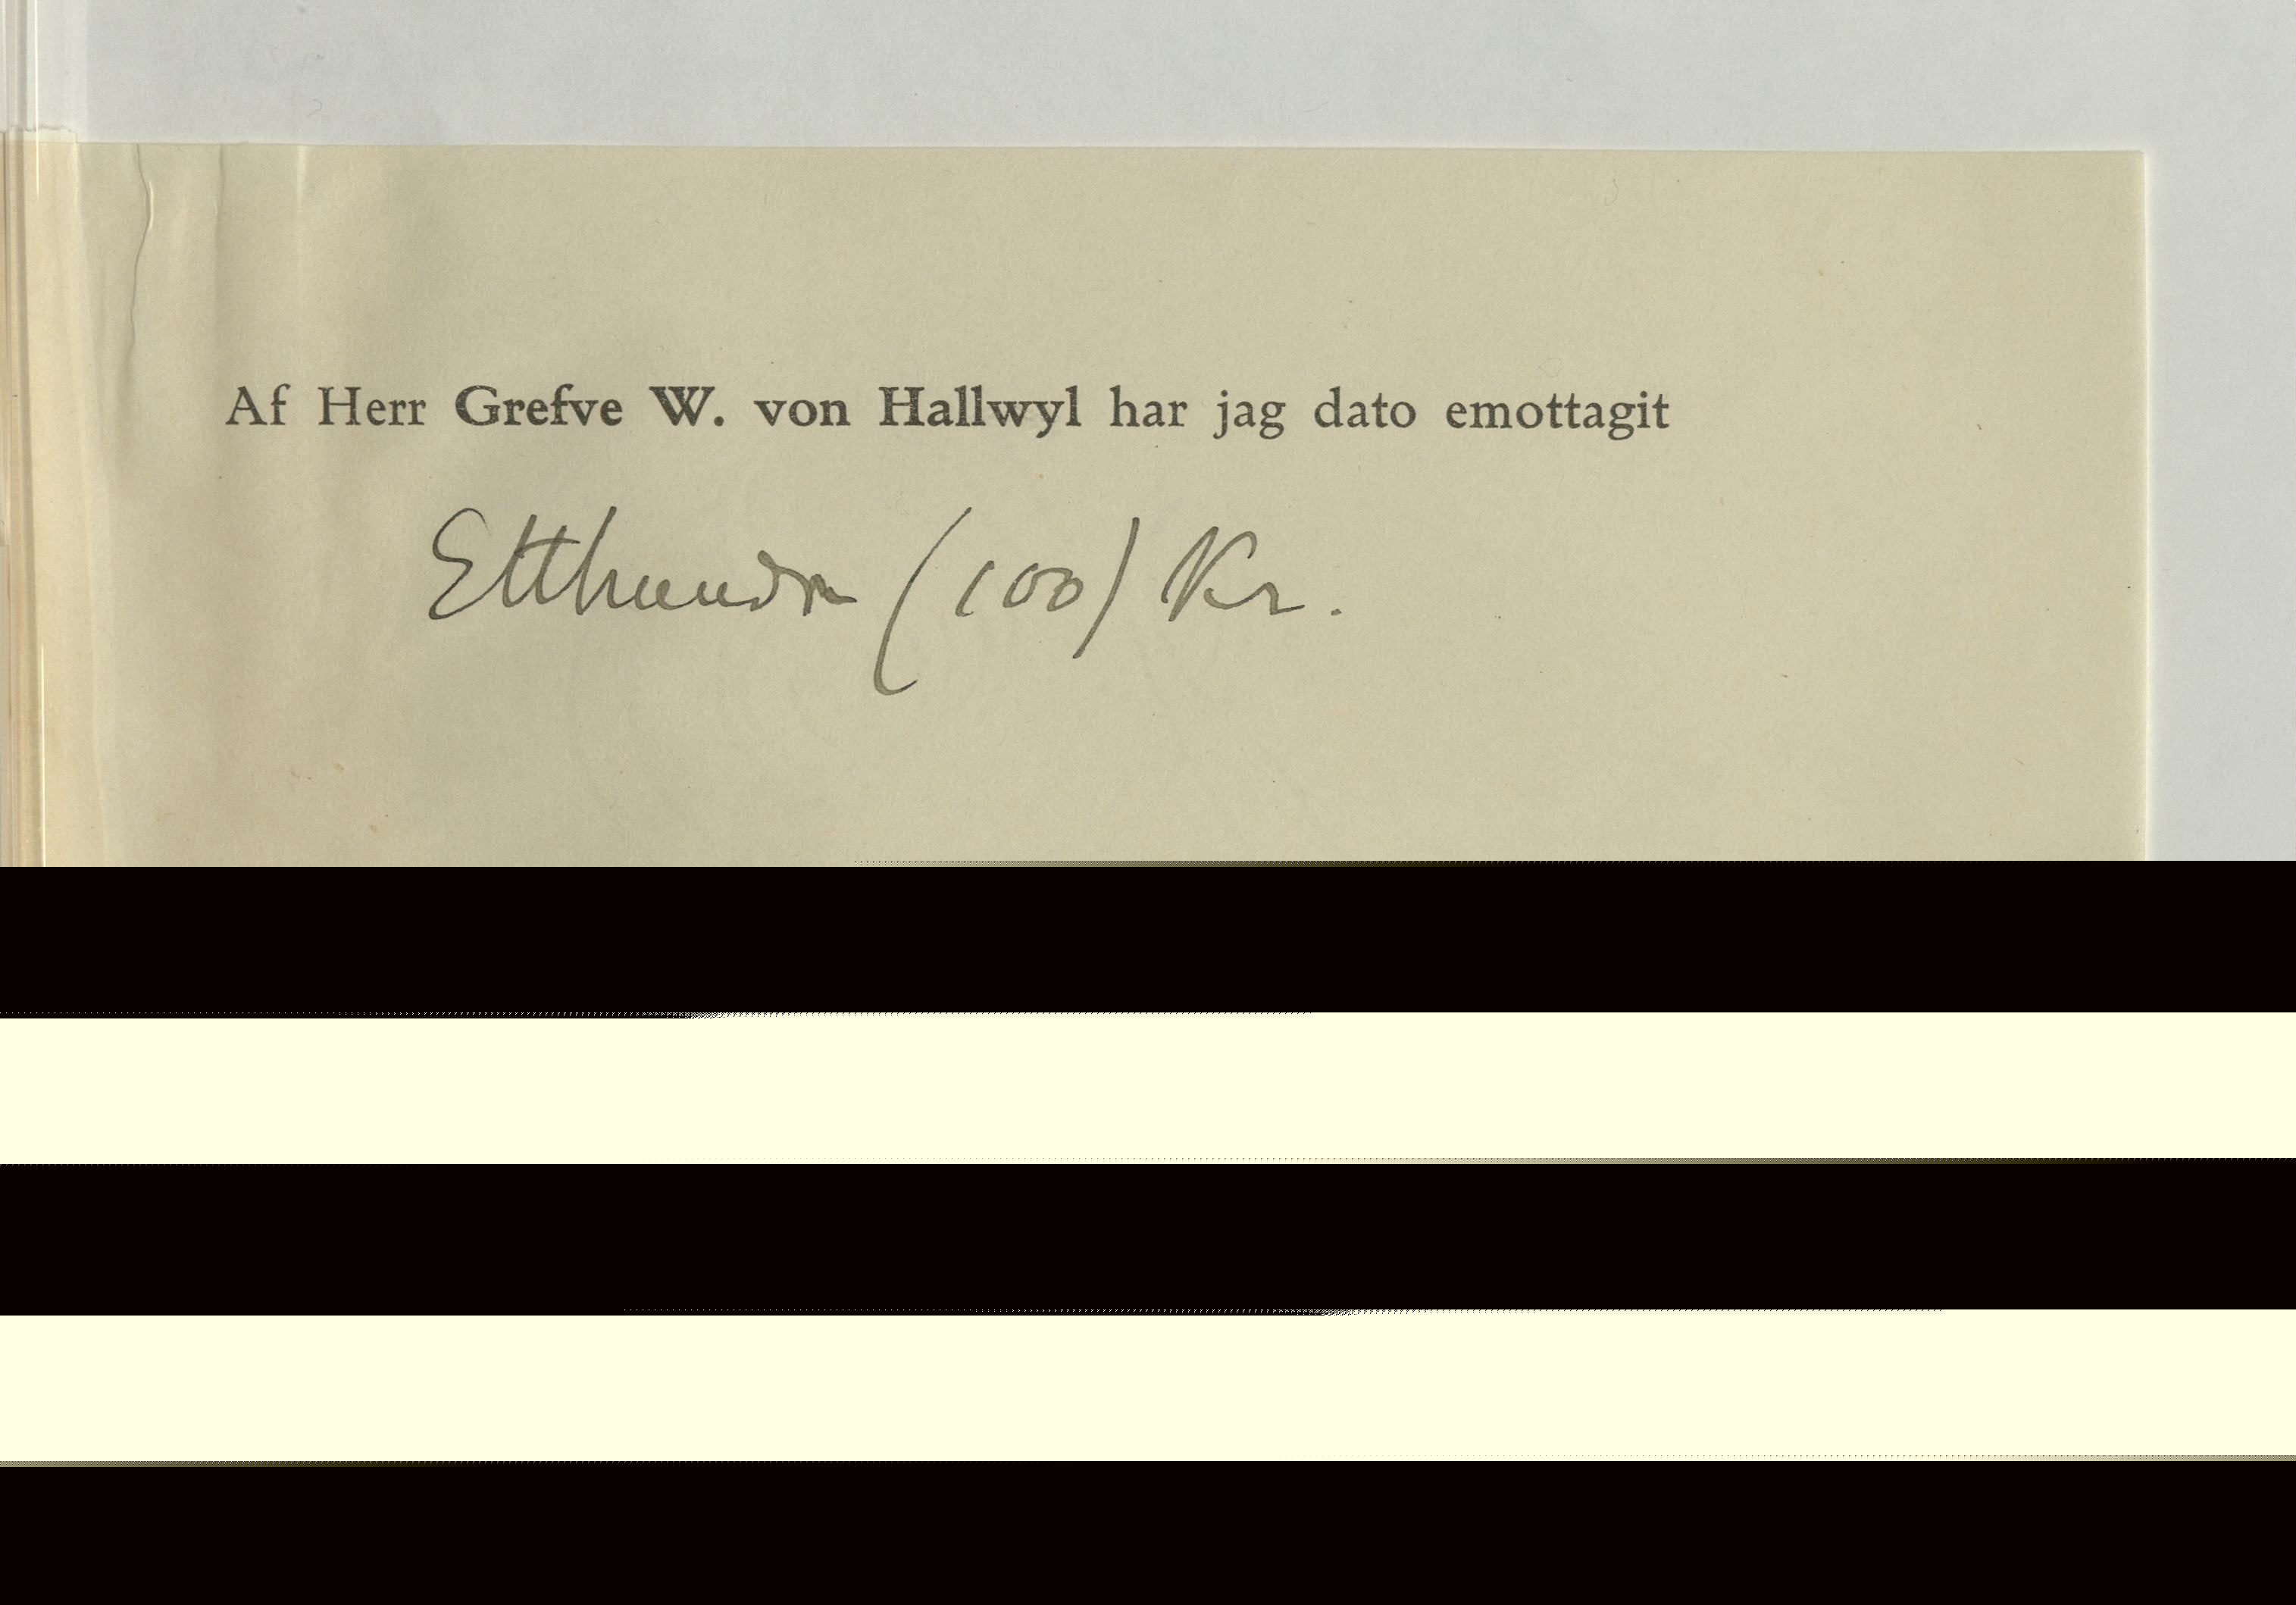 Af Herr Grefve W. von Hallwyl har jag dato emottagit
Etthundra (100) Kr.